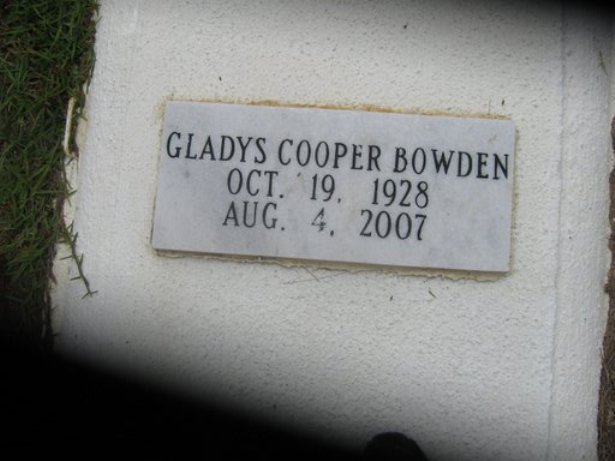 GLADYS COOPER BOWDEN
OCT. 19, 1928
AUG. 4, 2007